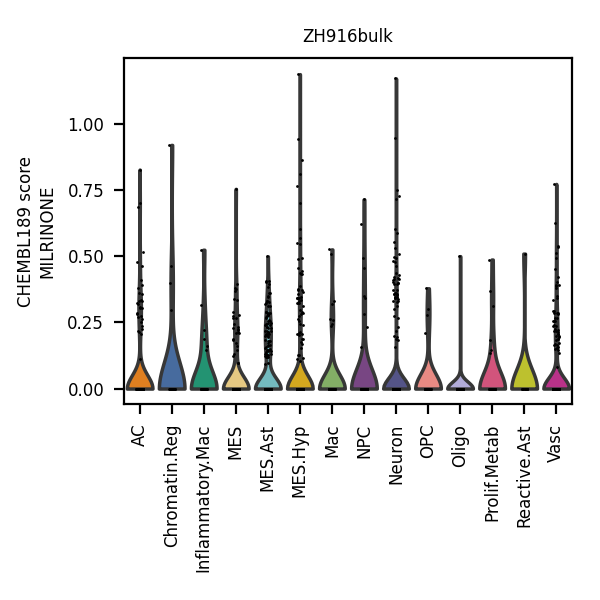 ZH916bulk
CHEMBL189 score
MILRINONE
1.00
0.75
0.50
0.25
0.00
AC
Chromatin.Reg
Inflammatory.Mac
MES
MES.Ast
MES.Hyp
Mac
NPC
Neuron
OPC
Oligo
Prolif.Metab
Reactive.Ast
Vasc